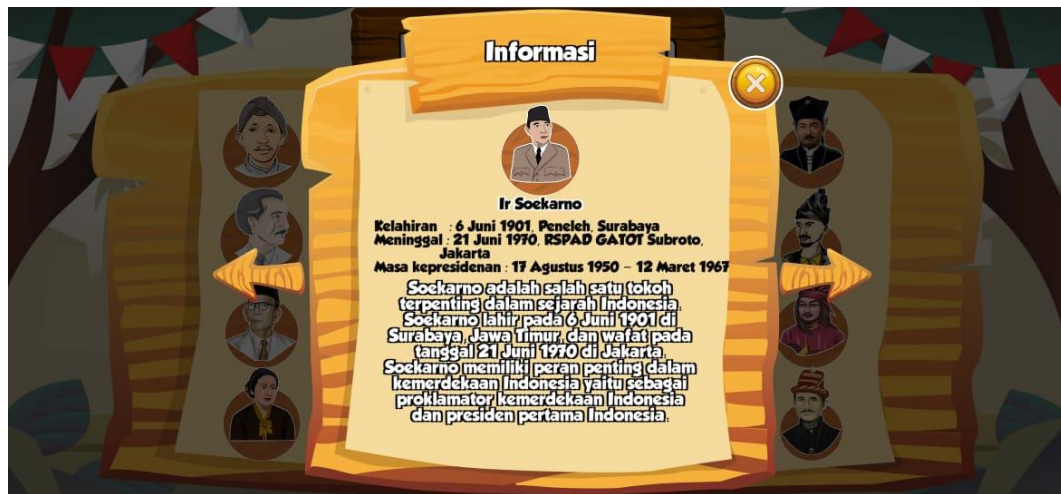 Informasi
Ir Soekarno
Kelahiran : 6 Juni 1901, Peneleh, Surabaya
Meninggal : 21 Juni 1970, RSPAD GATOT Subroto,
Jakarta
Masa kepresidenan : 17 Agustus 1950 - 12 Maret 1967
Soekarno adalah salah satu tokoh
terpenting dalam sejarah Indonesia.
Soekarno lahir pada 6 Juni 1901 di
Surabaya, Jawa Timur, dan wafat pada
tanggal 21 Juni 1970 di Jakarta.
Soekarno memiliki peran penting dalam
kemerdekaan Indonesia yaitu sebagai
proklamator kemerdekaan Indonesia
dan presiden pertama Indonesia.